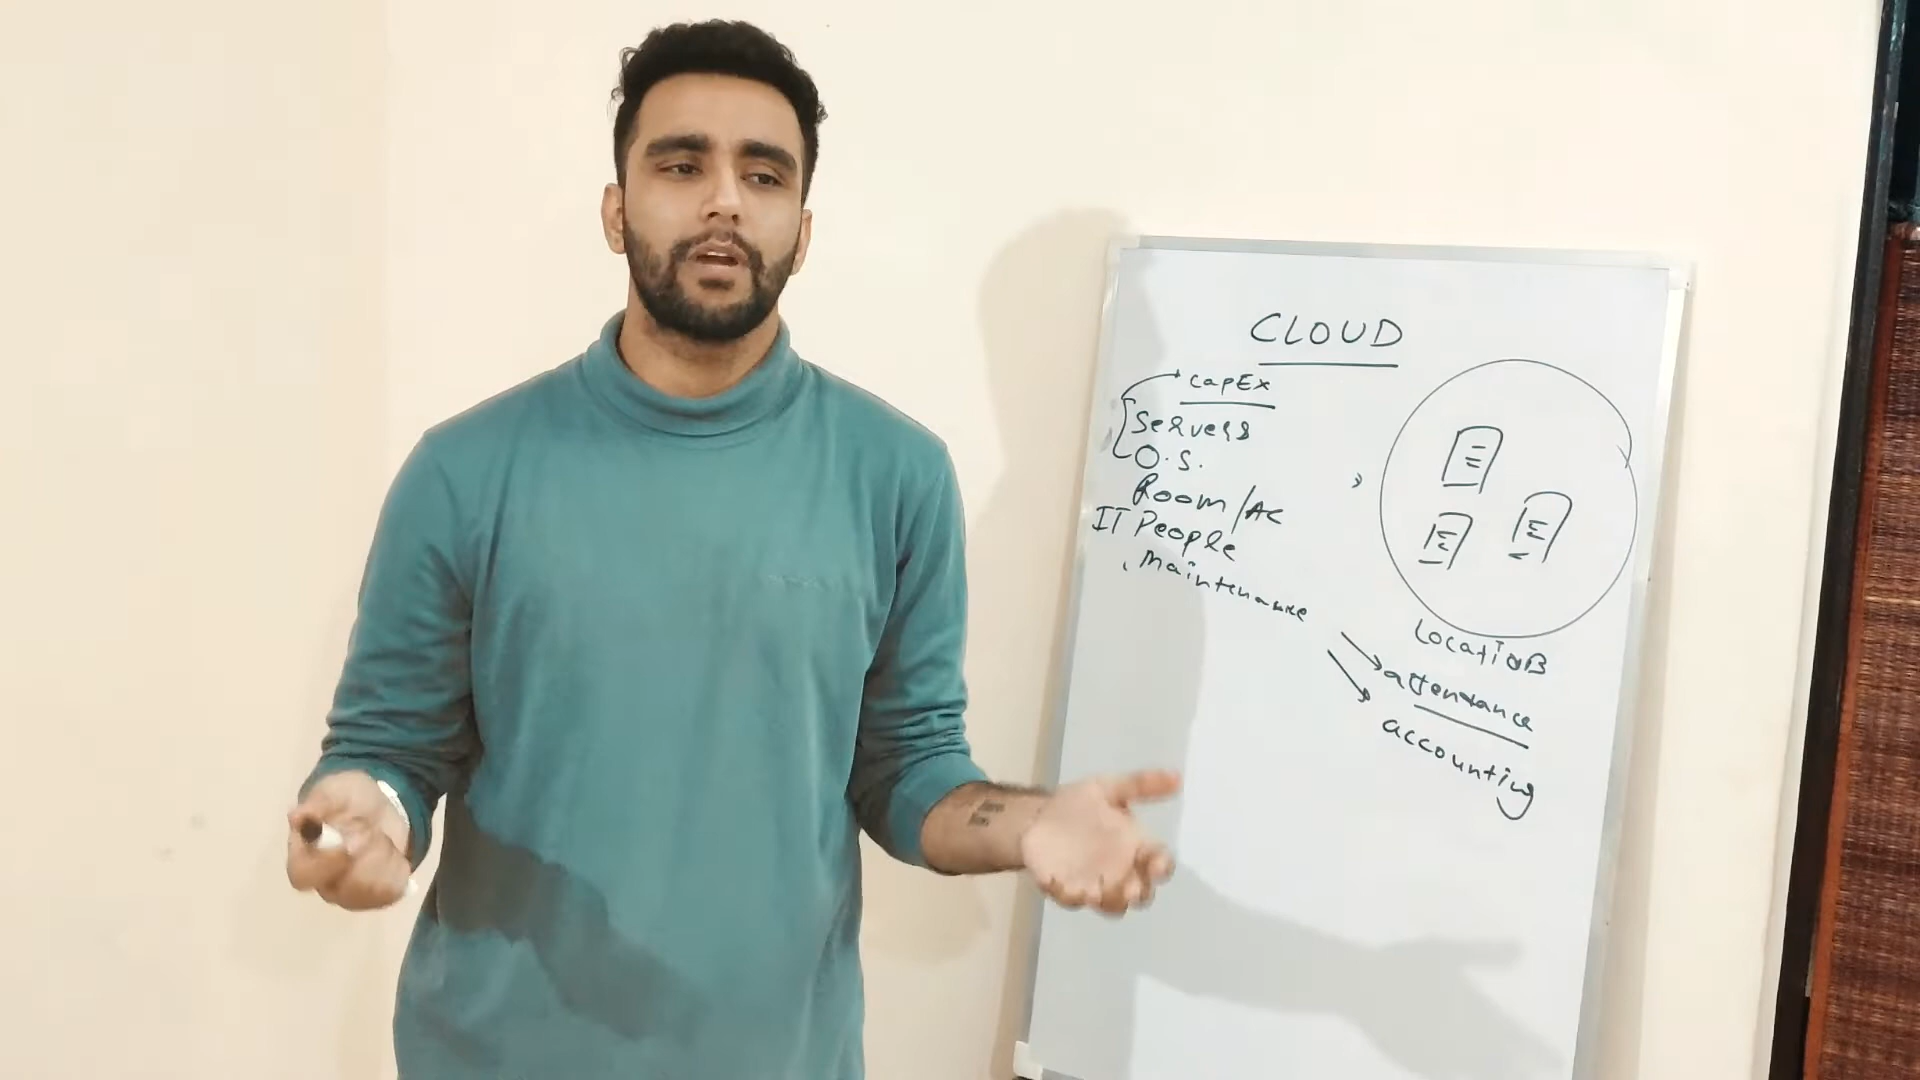 CLOUD
CapEx
Servers
O.S.
Room/AC
IT People
Maintenance
Location B
attendance
accounting